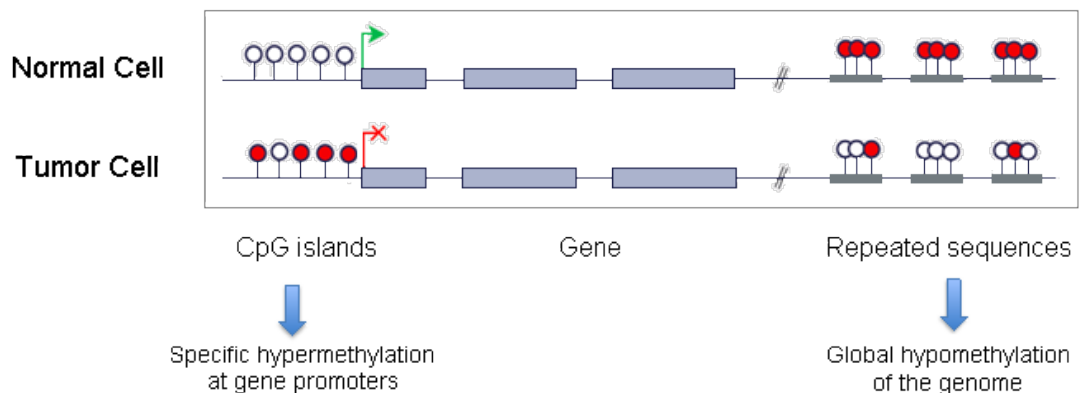 Normal Cell
Tumor Cell
CpG islands
Gene
Repeated sequences
Specific hypermethylation
at gene promoters
Global hypomethylation
of the genome